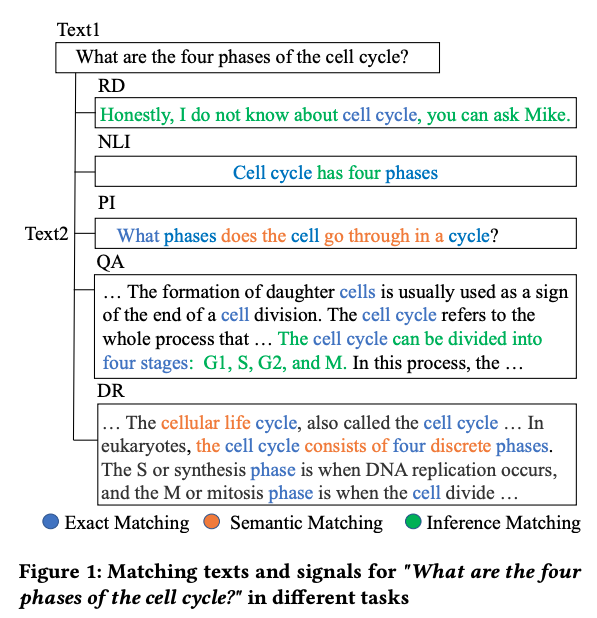 Text1
What are the four phases of the cell cycle?
RD
Honestly, I do not know about cell cycle, you can ask Mike.
NLI
Cell cycle has four phases
PI
Text2
What phases does the cell go through in a cycle?
QA
... The formation of daughter cells is usually used as a sign
of the end of a cell division. The cell cycle refers to the
whole process that ... The cell cycle can be divided into
four stages: G1, S, G2, and M. In this process, the ...
DR
... The cellular life cycle, also called the cell cycle ... In
eukaryotes, the cell cycle consists of four discrete phases.
The S or synthesis phase is when DNA replication occurs,
and the M or mitosis phase is when the cell divide ...
Exact Matching Semantic Matching Inference Matching
Figure 1: Matching texts and signals for "What are the four
phases of the cell cycle?" in different tasks